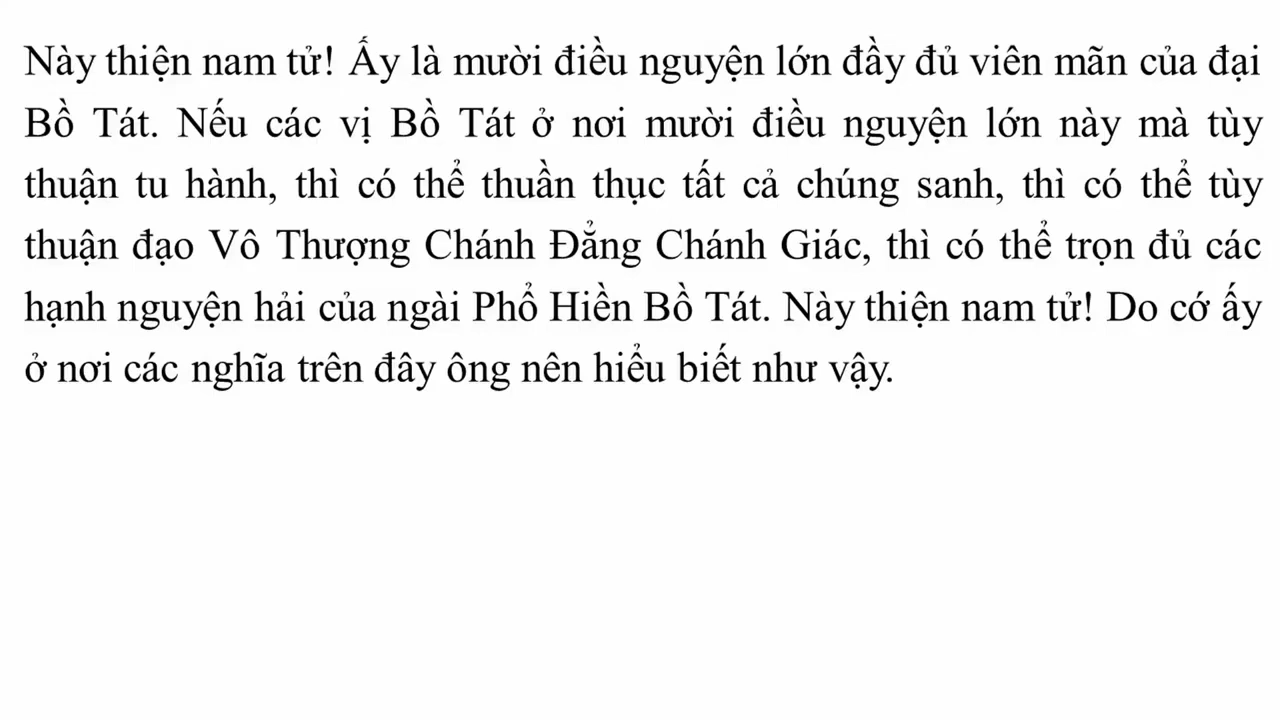 Này thiện nam tử! Ấy là mười điều nguyện lớn đầy đủ viên mãn của đại
Bồ Tát. Nếu các vị Bồ Tát ở nơi mười điều nguyện lớn này mà tùy
thuận tu hành, thì có thể thuần thục tất cả chúng sanh, thì có thể tùy
thuận đạo Vô Thượng Chánh Đẳng Chánh Giác, thì có thể trọn đủ các
hạnh nguyện hải của ngài Phổ Hiền Bồ Tát. Này thiện nam tử! Do cớ ấy
ở nơi các nghĩa trên đây ông nên hiểu biết như vậy.